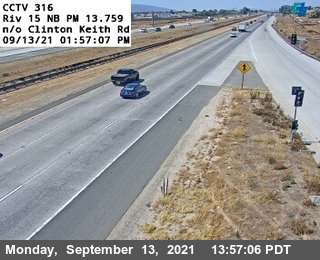 CCTV 316
Riv 15 NB PM 13.759
n/o Clinton Keith Rd
09/13/21 01:57:07 PM
Monday, September 13, 2021 13:57:06 PDT